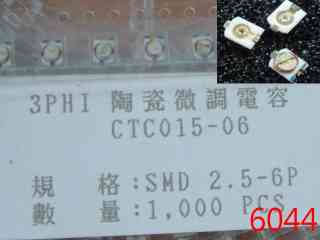 3PHI 陶瓷微調電容
CTC015-06
規 格:SMD 2.5-6P
數 量:1,000 PCS
6044